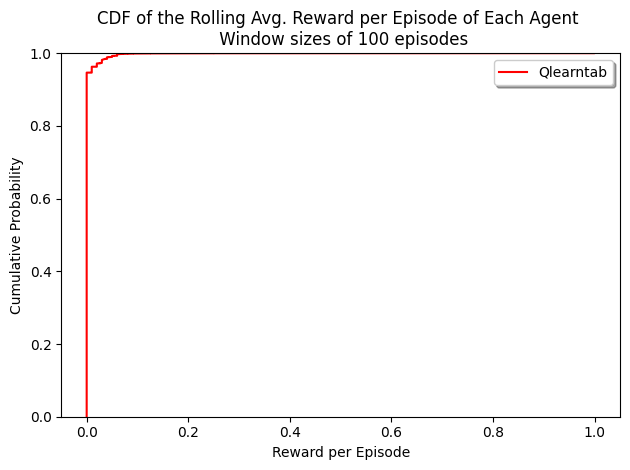 CDF of the Rolling Avg. Reward per Episode of Each Agent
Window sizes of 100 episodes
Qlearntab
Cumulative Probability
1.0
0.8
0.6
0.4
0.2
0.0
0.0 0.2 0.4 0.6 0.8 1.0
Reward per Episode